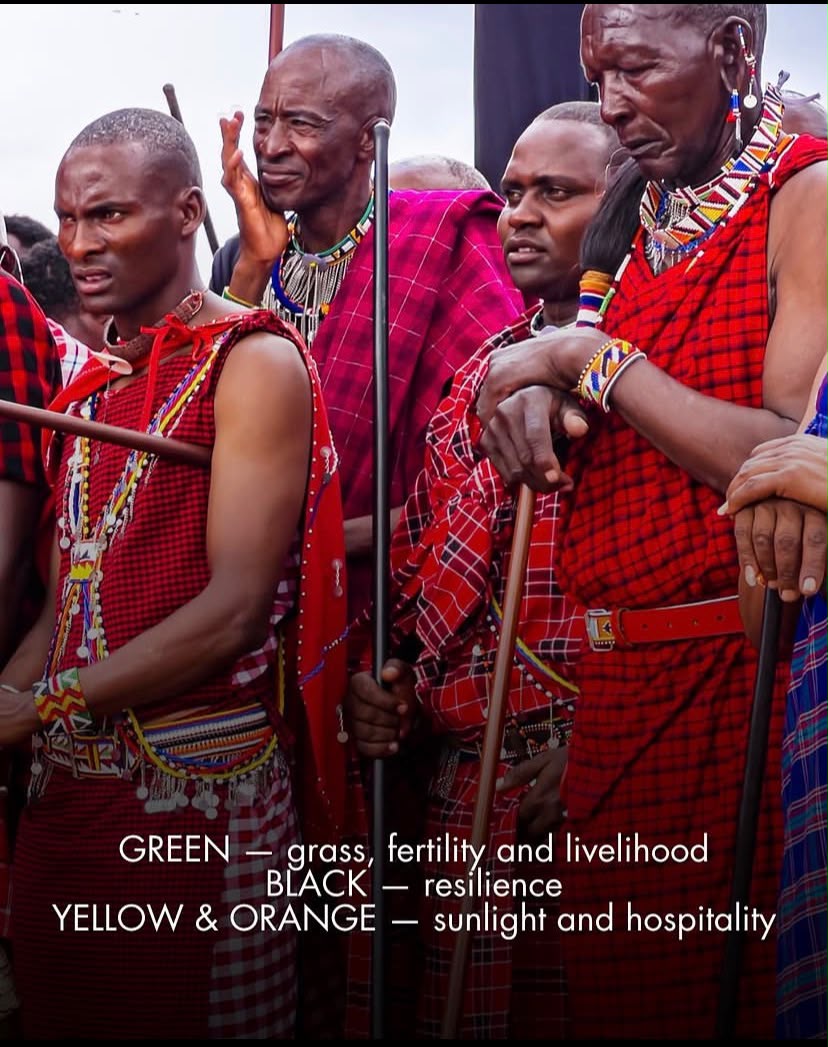 GREEN — grass, fertility and livelihood
BLACK — resilience
YELLOW & ORANGE — sunlight and hospitality